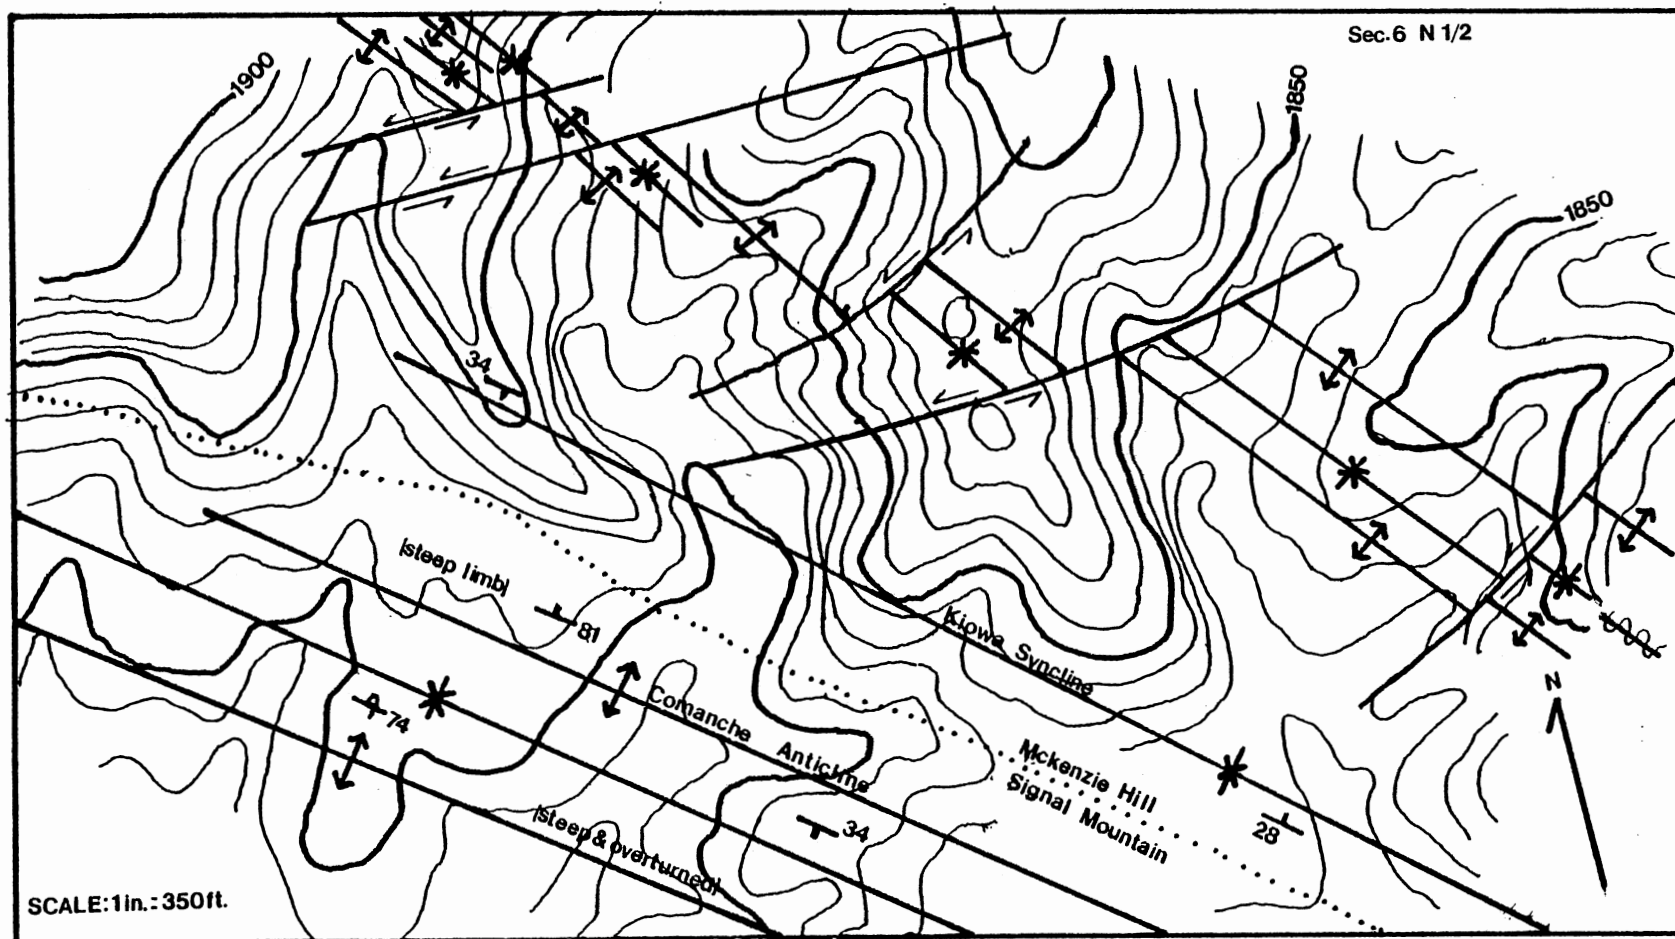 Sec.6 N 1/2
1900
1850
1850
34
|steep limb|
81
Kiowa Syncline
N
74
Comanche Anticline
Mckenzie Hill
Signal Mountain
34
28
|steep & overturned|
SCALE:1in.:350ft.